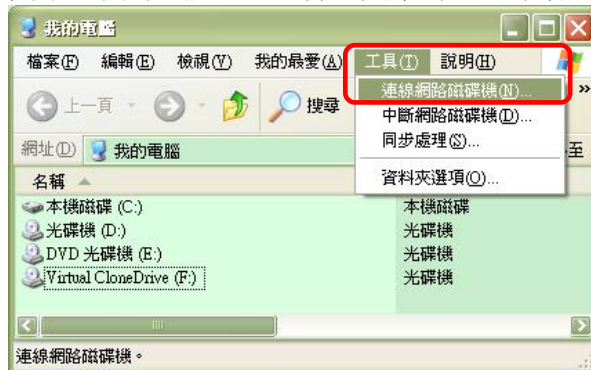 我的電腦
檔案(F) 編輯(E) 檢視(V) 我的最愛(A) 工具(T) 說明(H)
連線網路磁碟機(N)...
上一頁 搜尋 »
中斷網路磁碟機(D)...
同步處理(S)...
網址(D) 我的電腦 至
資料夾選項(O)...
名稱
本機磁碟 (C:) 本機磁碟
光碟機 (D:) 光碟機
DVD 光碟機 (E:) 光碟機
Virtual CloneDrive (F:) 光碟機
連線網路磁碟機。